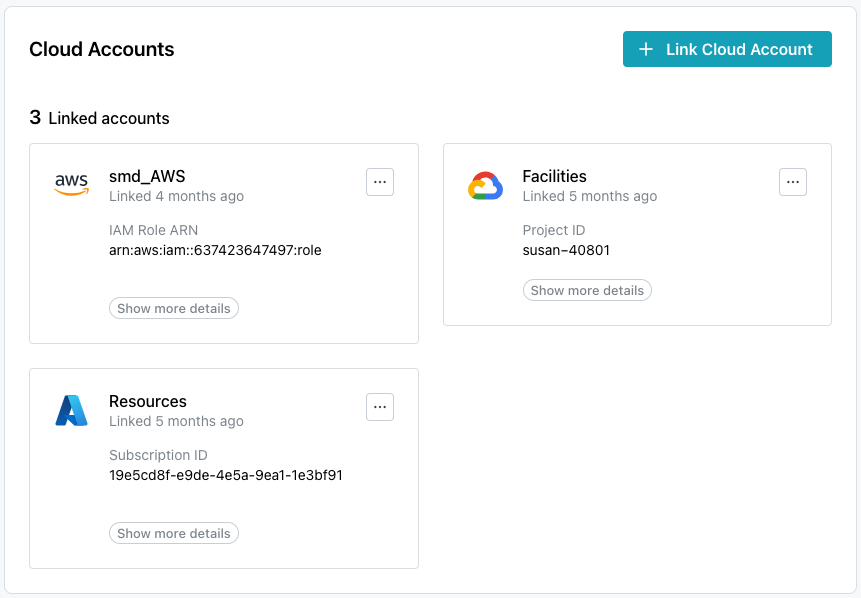 Cloud Accounts
+ Link Cloud Account
3 Linked accounts
aws
smd_AWS
Linked 4 months ago
IAM Role ARN
arn:aws:iam::637423647497:role
Show more details
Facilities
Linked 5 months ago
Project ID
susan-40801
Show more details
Resources
Linked 5 months ago
Subscription ID
19e5cd8f-e9de-4e5a-9ea1-1e3bf91
Show more details